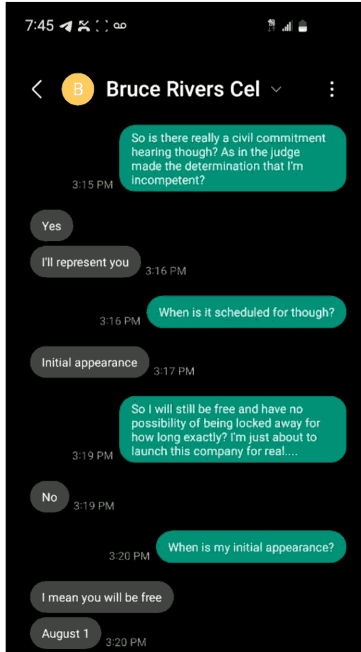 7:45
Bruce Rivers Cel
So is there really a civil commitment
hearing though? As in the judge
made the determination that I'm
incompetent?
3:15 PM
Yes
I'll represent you
3:16 PM
When is it scheduled for though?
3:16 PM
Initial appearance
3:17 PM
So I will still be free and have no
possibility of being locked away for
how long exactly? I'm just about to
launch this company for real....
3:19 PM
No
3:19 PM
When is my initial appearance?
3:20 PM
I mean you will be free
August 1
3:20 PM